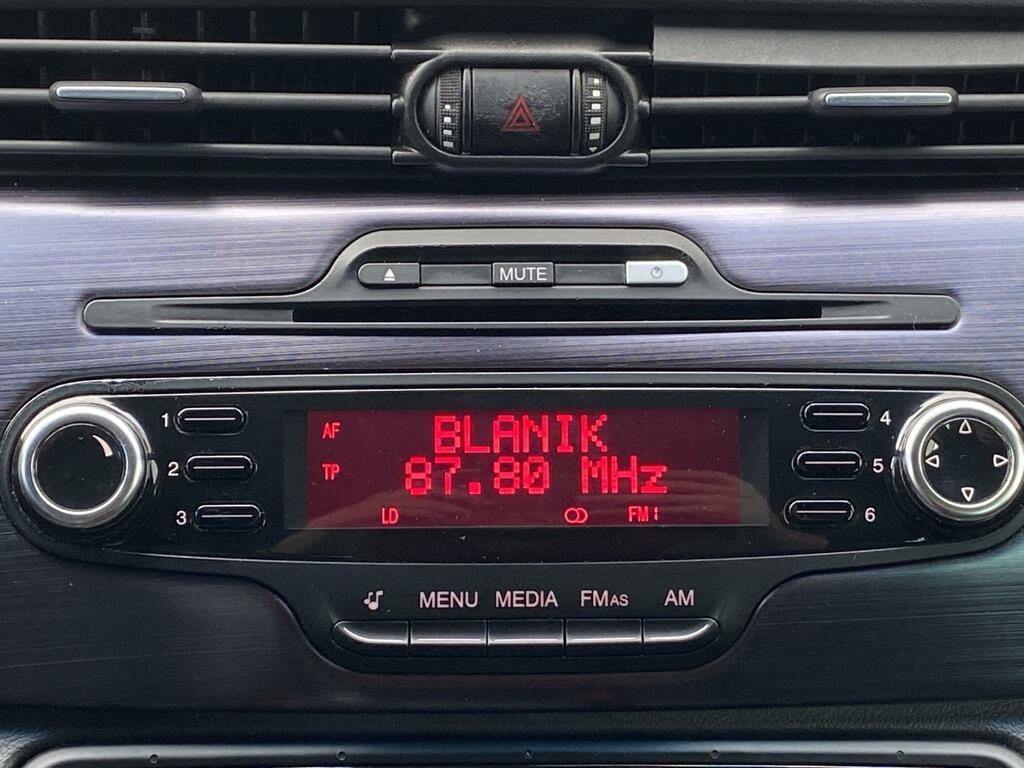 MUTE
1
4
AF BLANIK
2
TP 87.80 MHz
5
3
LD FM1
6
MENU MEDIA FMAS AM